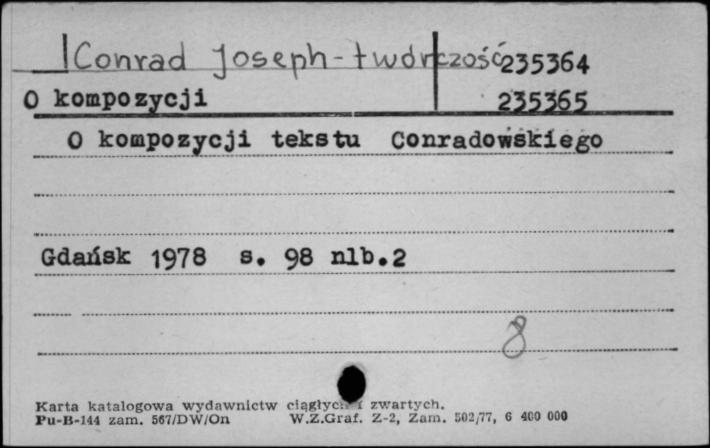 Conrad Joseph - twórczość 235364
O kompozycji 235365
O kompozycji tekstu Conradowskiego
Gdańsk 1978 s. 98 nlb.2
8
Karta katalogowa wydawnictw ciągłych i zwartych.
Pu-B-144 zam. 567/DW/On W.Z.Graf. Z-2, Zam. 502/77, 6 400 000